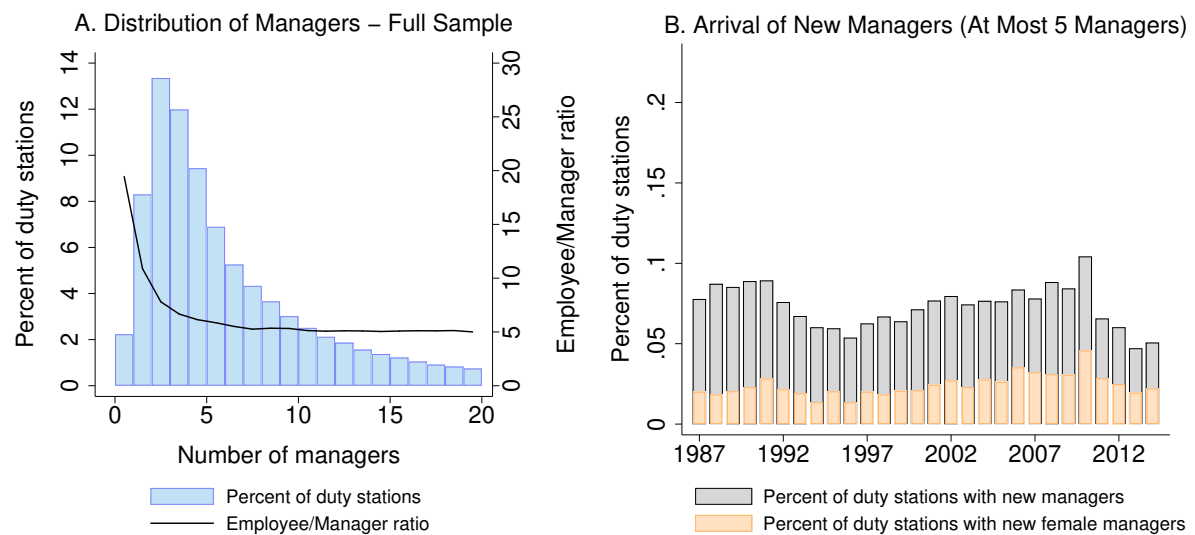 A. Distribution of Managers – Full Sample
Percent of duty stations
14
12
10
8
6
4
2
0
30
25
20
15
10
5
0
Employee/Manager ratio
0 5 10 15 20
Number of managers
Percent of duty stations
Employee/Manager ratio
B. Arrival of New Managers (At Most 5 Managers)
Percent of duty stations
.2
.15
.1
.05
0
1987 1992 1997 2002 2007 2012
Percent of duty stations with new managers
Percent of duty stations with new female managers